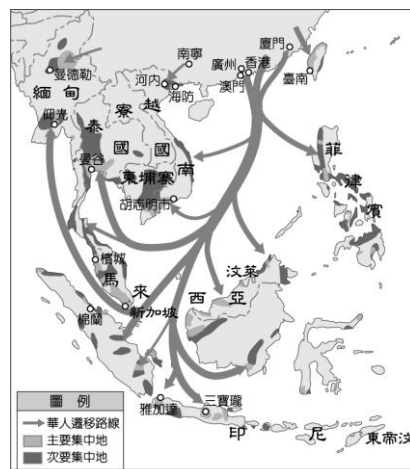 廈門
南寧
廣州
香港
澳門
臺南
曼德勒
河內
海防
緬甸
寮國
越南
仰光
泰國
曼谷
柬埔寨
胡志明市
菲律賓
檳城
汶萊
馬來西亞
新加坡
棉蘭
雅加達
三寶瓏
印尼
東帝汶
圖例
華人遷移路線
主要集中地
次要集中地